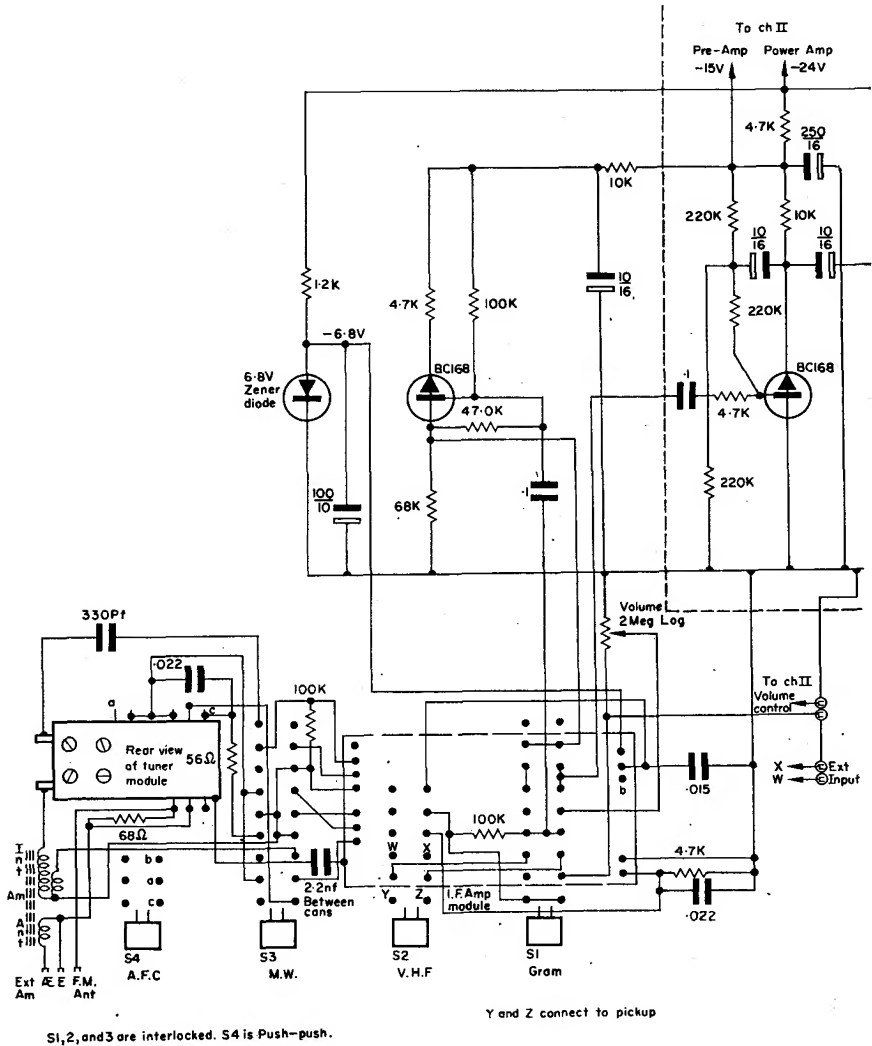 To ch II
Pre-Amp Power Amp
-15V -24V
4·7K
250
16
10K
220K
10K
10
16
10
16
1·2K
4·7K
100K
10
16
220K
-6·8V
6·8V
Zener
diode
BC168
BC168
47·0K
·1
4·7K
100
10
68K
·1
220K
330Pf
Volume
2Meg Log
·022
100K
To ch II
Volume
control
a
c
Rear view
of tuner
module
56Ω
X Ext
W Input
b
·015
68Ω
100K
Int
Am
Ant
W X
4·7K
b
a
c
2·2nf
Between
cans
Y Z
I.F. Amp
module
·022
S4
A.F.C
S3
M.W.
S2
V.H.F
S1
Gram
Ext
Am
Æ E F.M.
Ant
Y and Z connect to pickup
S1,2,and 3 are interlocked. S4 is Push-push.